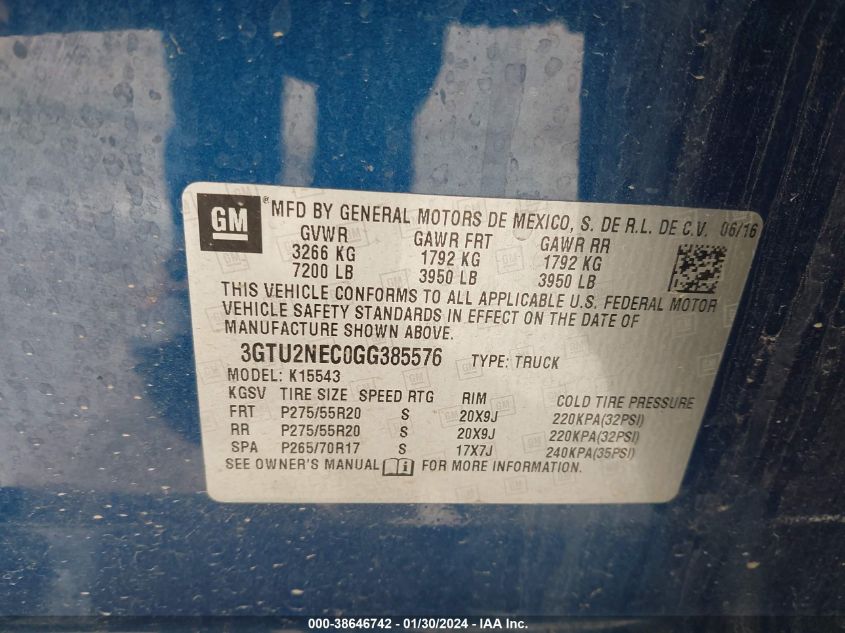 GM ® MFD BY GENERAL MOTORS DE MEXICO, S. DE R.L. DE C.V. 06/16
GVWR GAWR FRT GAWR RR
3266 KG 1792 KG 1792 KG
7200 LB 3950 LB 3950 LB
THIS VEHICLE CONFORMS TO ALL APPLICABLE U.S. FEDERAL MOTOR
VEHICLE SAFETY STANDARDS IN EFFECT ON THE DATE OF
MANUFACTURE SHOWN ABOVE.
3GTU2NEC0GG385576 TYPE: TRUCK
MODEL: K15543
KGSV TIRE SIZE SPEED RTG RIM COLD TIRE PRESSURE
FRT P275/55R20 S 20X9J 220KPA(32PSI)
RR P275/55R20 S 20X9J 220KPA(32PSI)
SPA P265/70R17 S 17X7J 240KPA(35PSI)
SEE OWNER'S MANUAL FOR MORE INFORMATION.
000-38646742 - 01/30/2024 - IAA Inc.